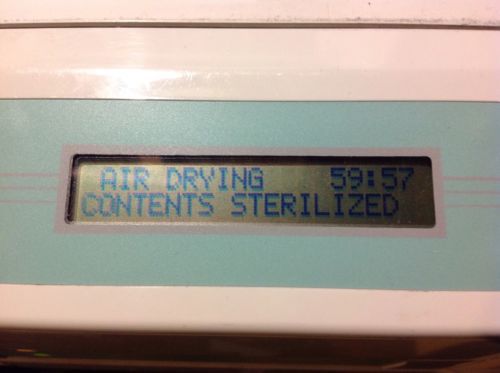 AIR DRYING 59:57
CONTENTS STERILIZED